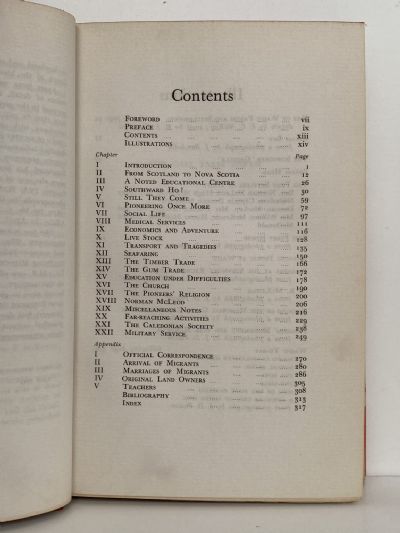 Contents
FOREWORD vii
PREFACE ix
CONTENTS xiii
ILLUSTRATIONS xiv
Chapter Page
I INTRODUCTION 1
II FROM SCOTLAND TO NOVA SCOTIA 12
III A NOTED EDUCATIONAL CENTRE 26
IV SOUTHWARD HO! 50
V STILL THEY COME 59
VI PIONEERING ONCE MORE 72
VII SOCIAL LIFE 97
VIII MEDICAL SERVICES 111
IX ECONOMICS AND ADVENTURE 116
X LIVE STOCK 128
XI TRANSPORT AND TRAGEDIES 135
XII SEAFARING 150
XIII THE TIMBER TRADE 166
XIV THE GUM TRADE 172
XV EDUCATION UNDER DIFFICULTIES 178
XVI THE CHURCH 190
XVII THE PIONEERS' RELIGION 200
XVIII NORMAN MCLEOD 206
XIX MISCELLANEOUS NOTES 216
XX FAR-REACHING ACTIVITIES 229
XXI THE CALEDONIAN SOCIETY 238
XXII MILITARY SERVICE 249
Appendix
I OFFICIAL CORRESPONDENCE 270
II ARRIVAL OF MIGRANTS 280
III MARRIAGES OF MIGRANTS 286
IV ORIGINAL LAND OWNERS 305
V TEACHERS 308
BIBLIOGRAPHY 313
INDEX 317